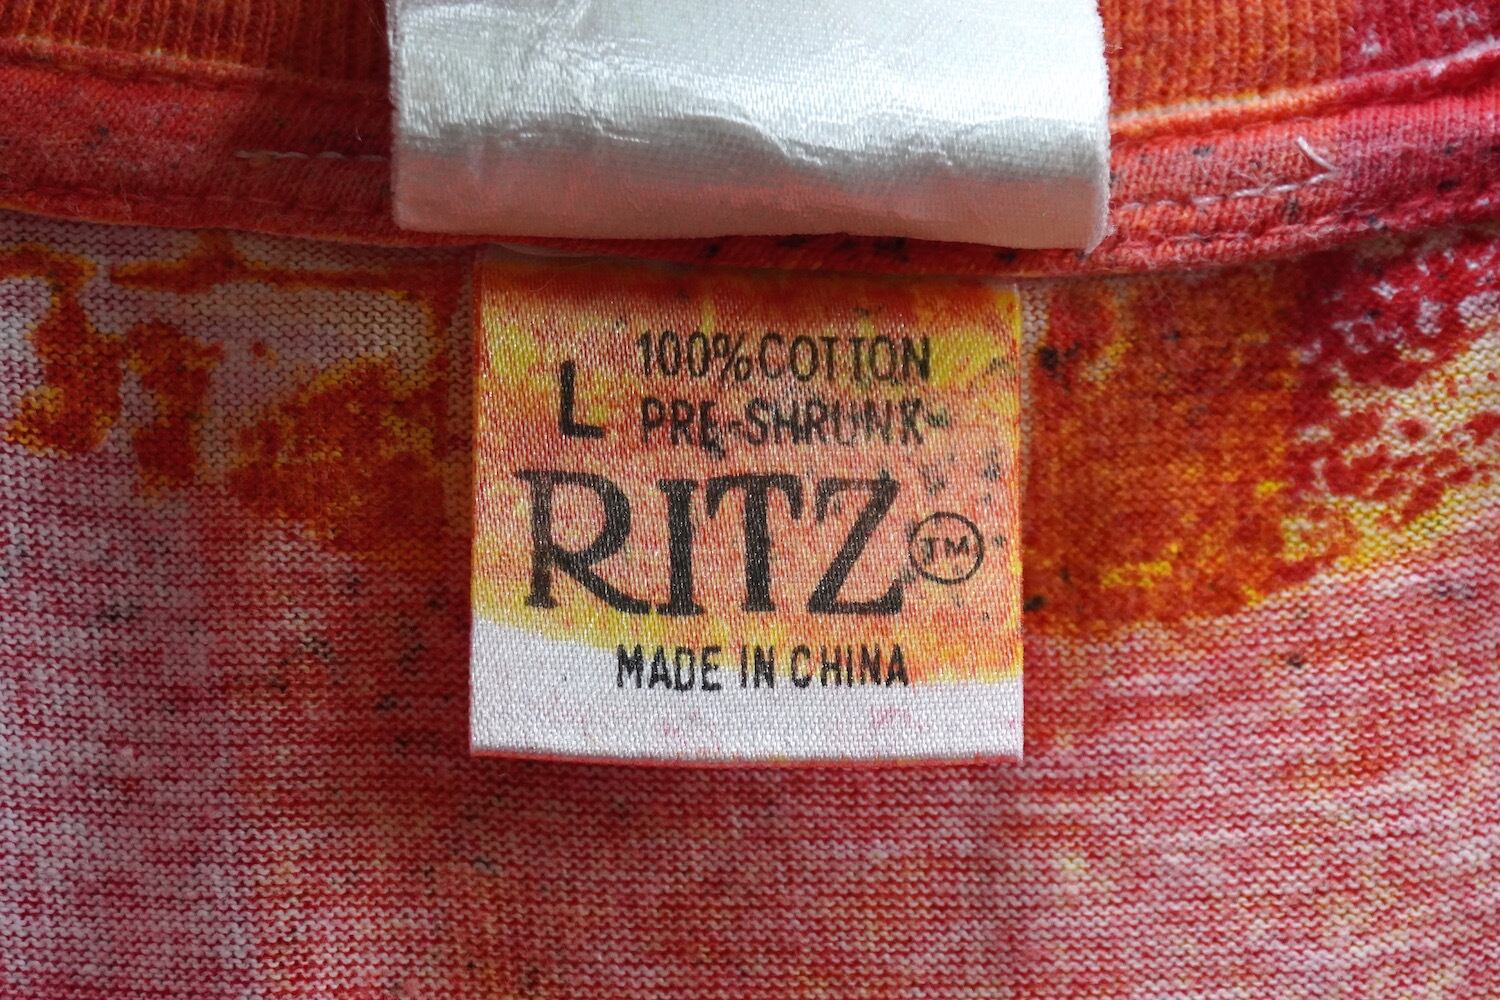 L 100% COTTON
PRE-SHRUNK
RITZ TM
MADE IN CHINA